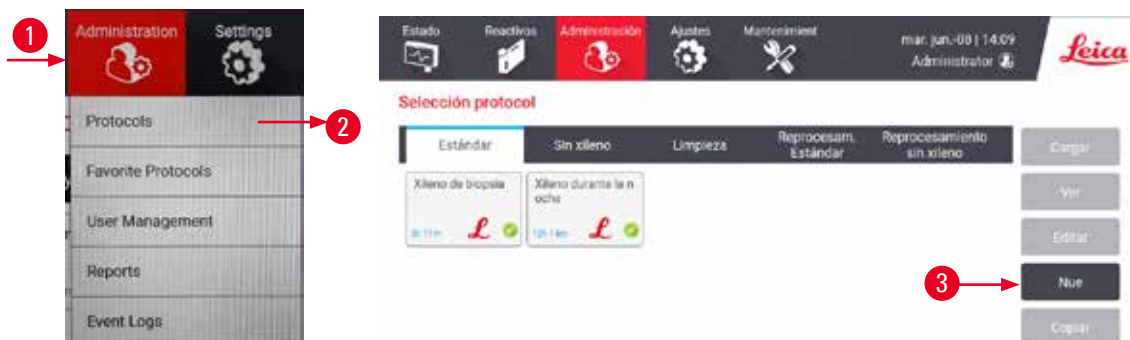 1
Administration
Settings
Protocols
2
Favorite Protocols
User Management
Reports
Event Logs
Estado
Reactivos
Administración
Ajustes
Mantenimient
mar. jun.-08 | 14:09
Administrator
Leica
Selección protocol
Estándar
Sin xileno
Limpieza
Reprocesam.
Estándar
Reprocesamiento
sin xileno
Cargar
Xileno de biopsia
Xileno durante la n
oche
Ver
L
12h 14m
L
Editar
3
Nue
Copiar